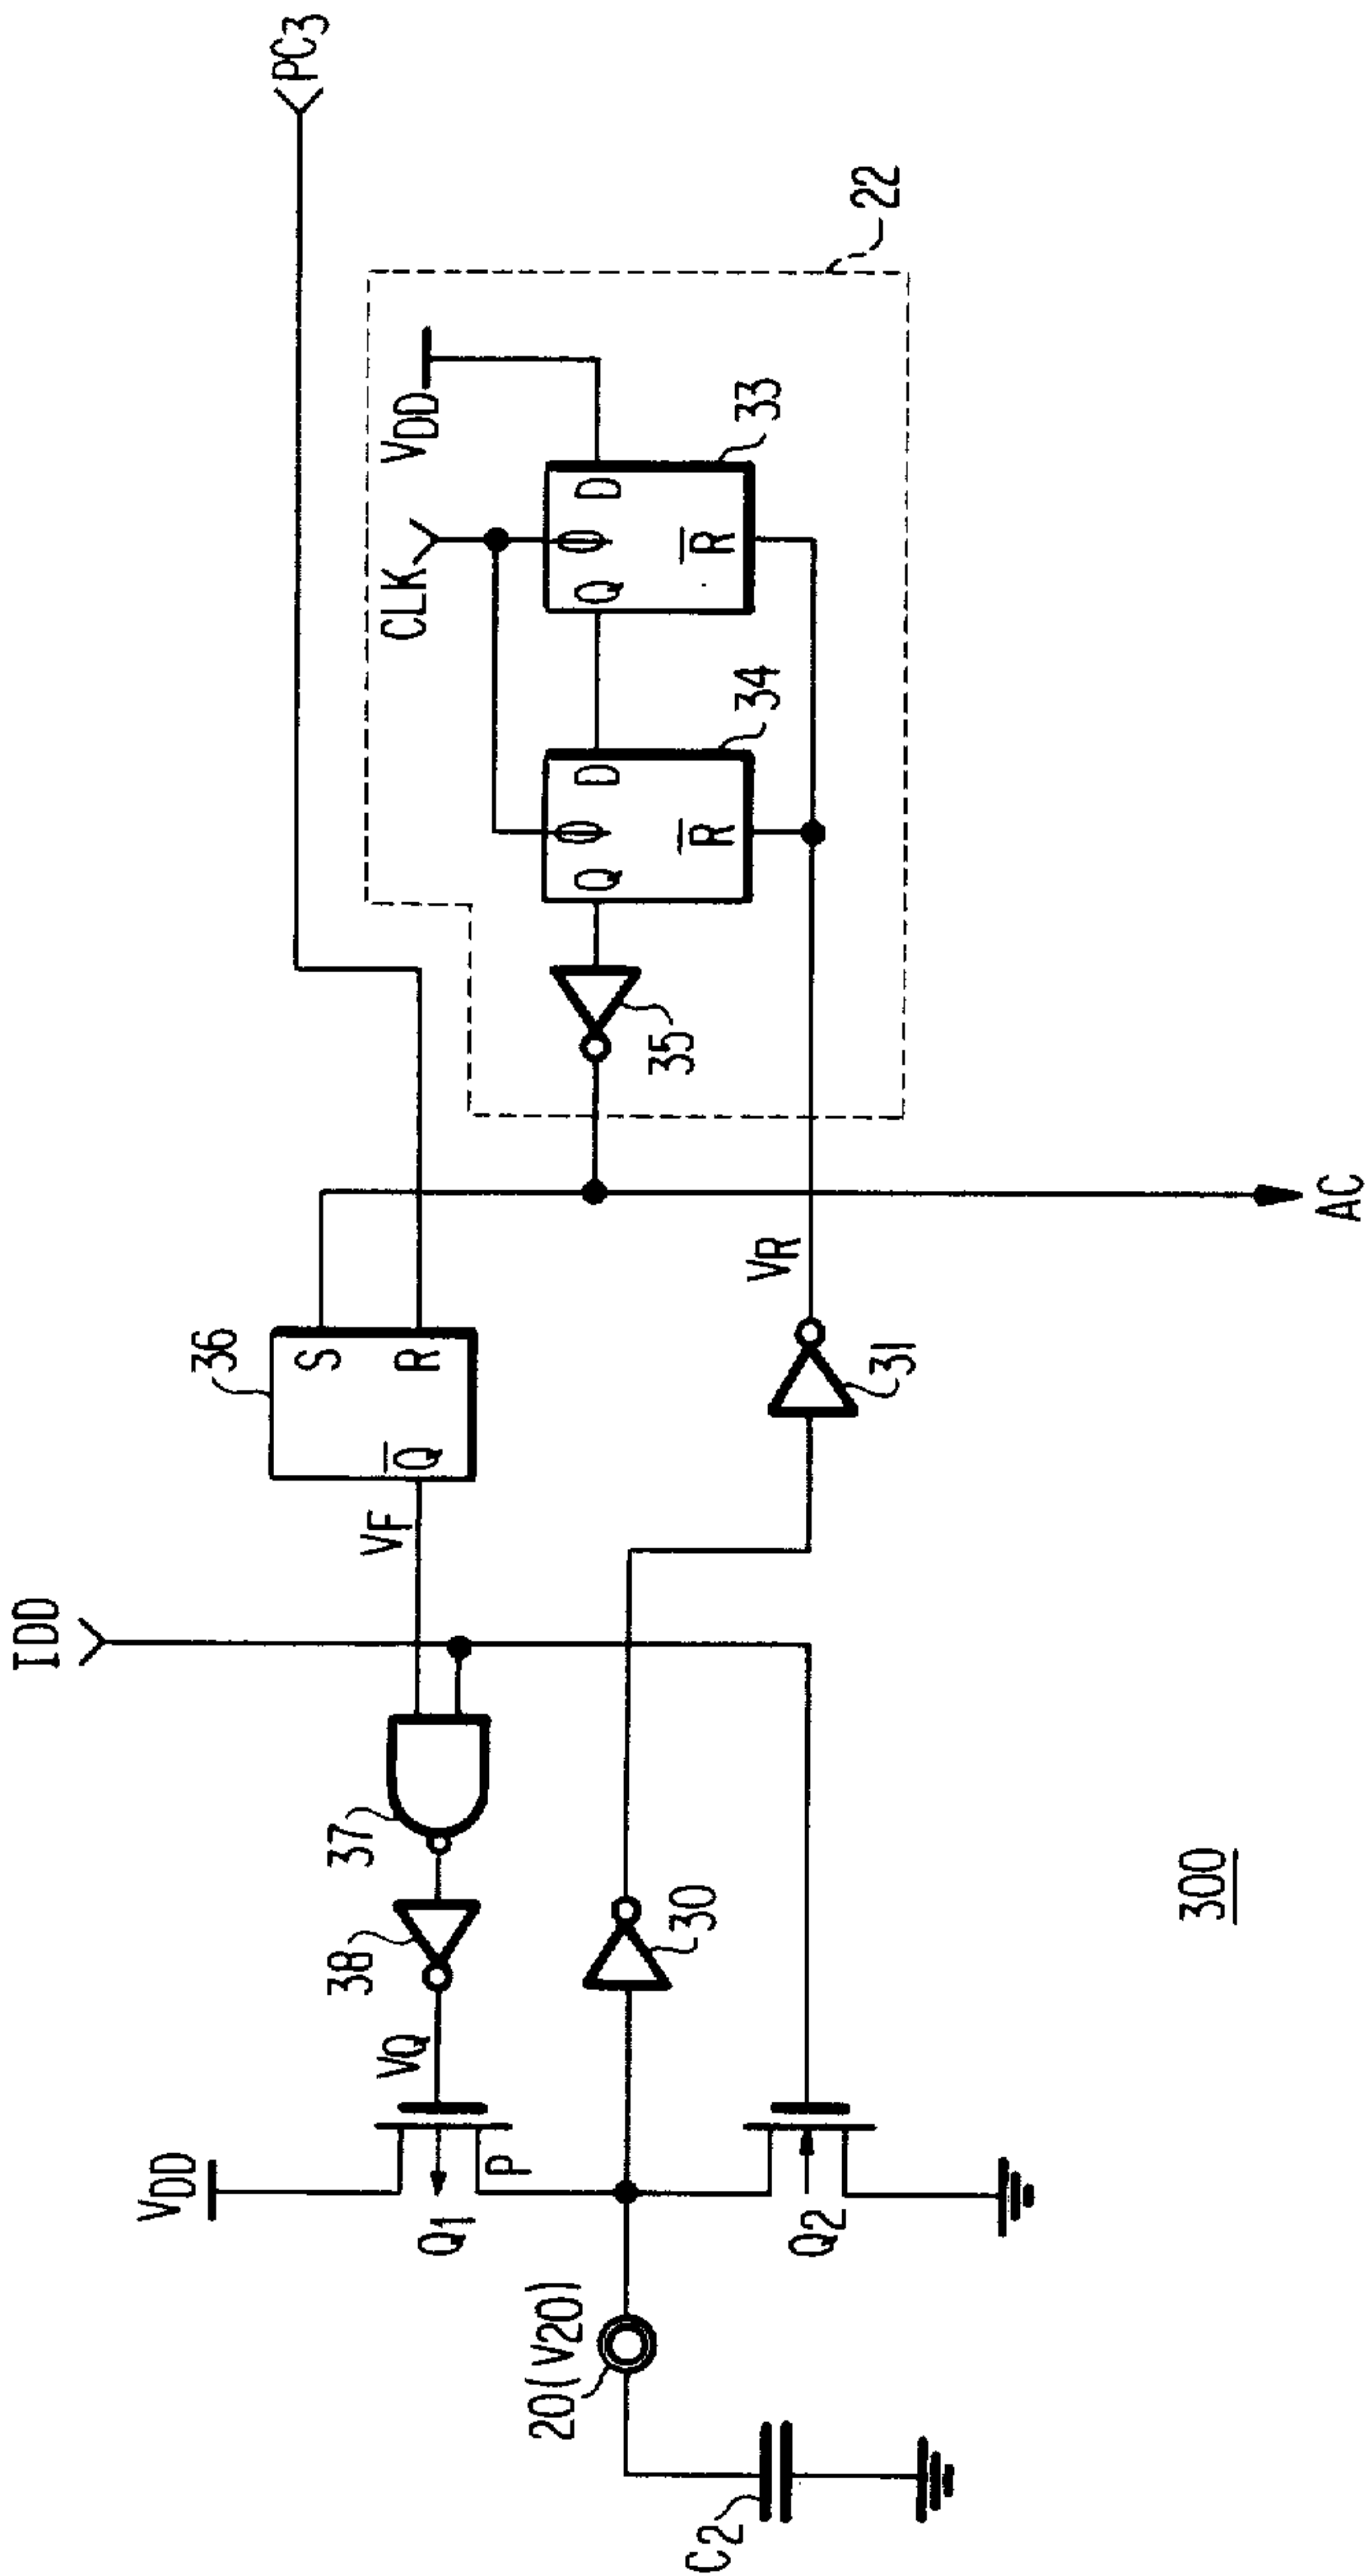 PC3
22
VDD
CLK
D
Q
R
33
D
Q
R
34
35
AC
VR
36
S
R
Q
VF
IDD
31
37
38
VQ
30
VDD
P
Q1
Q2
20(V20)
C2
300